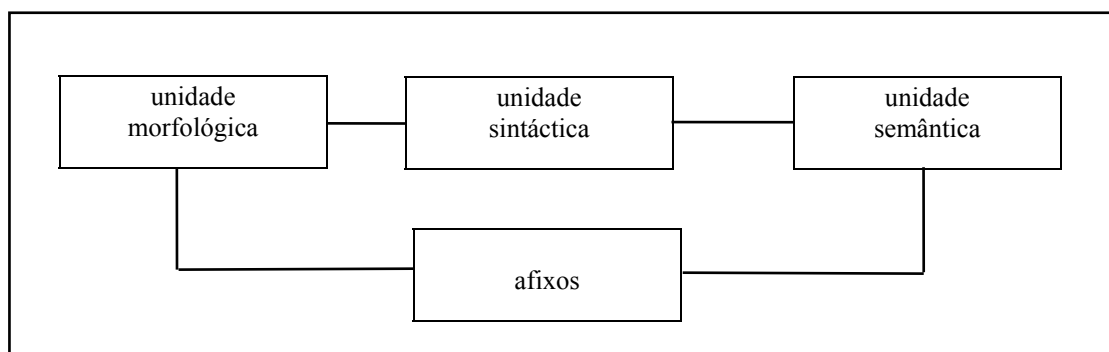 unidade
morfológica
unidade
sintáctica
unidade
semântica
afixos